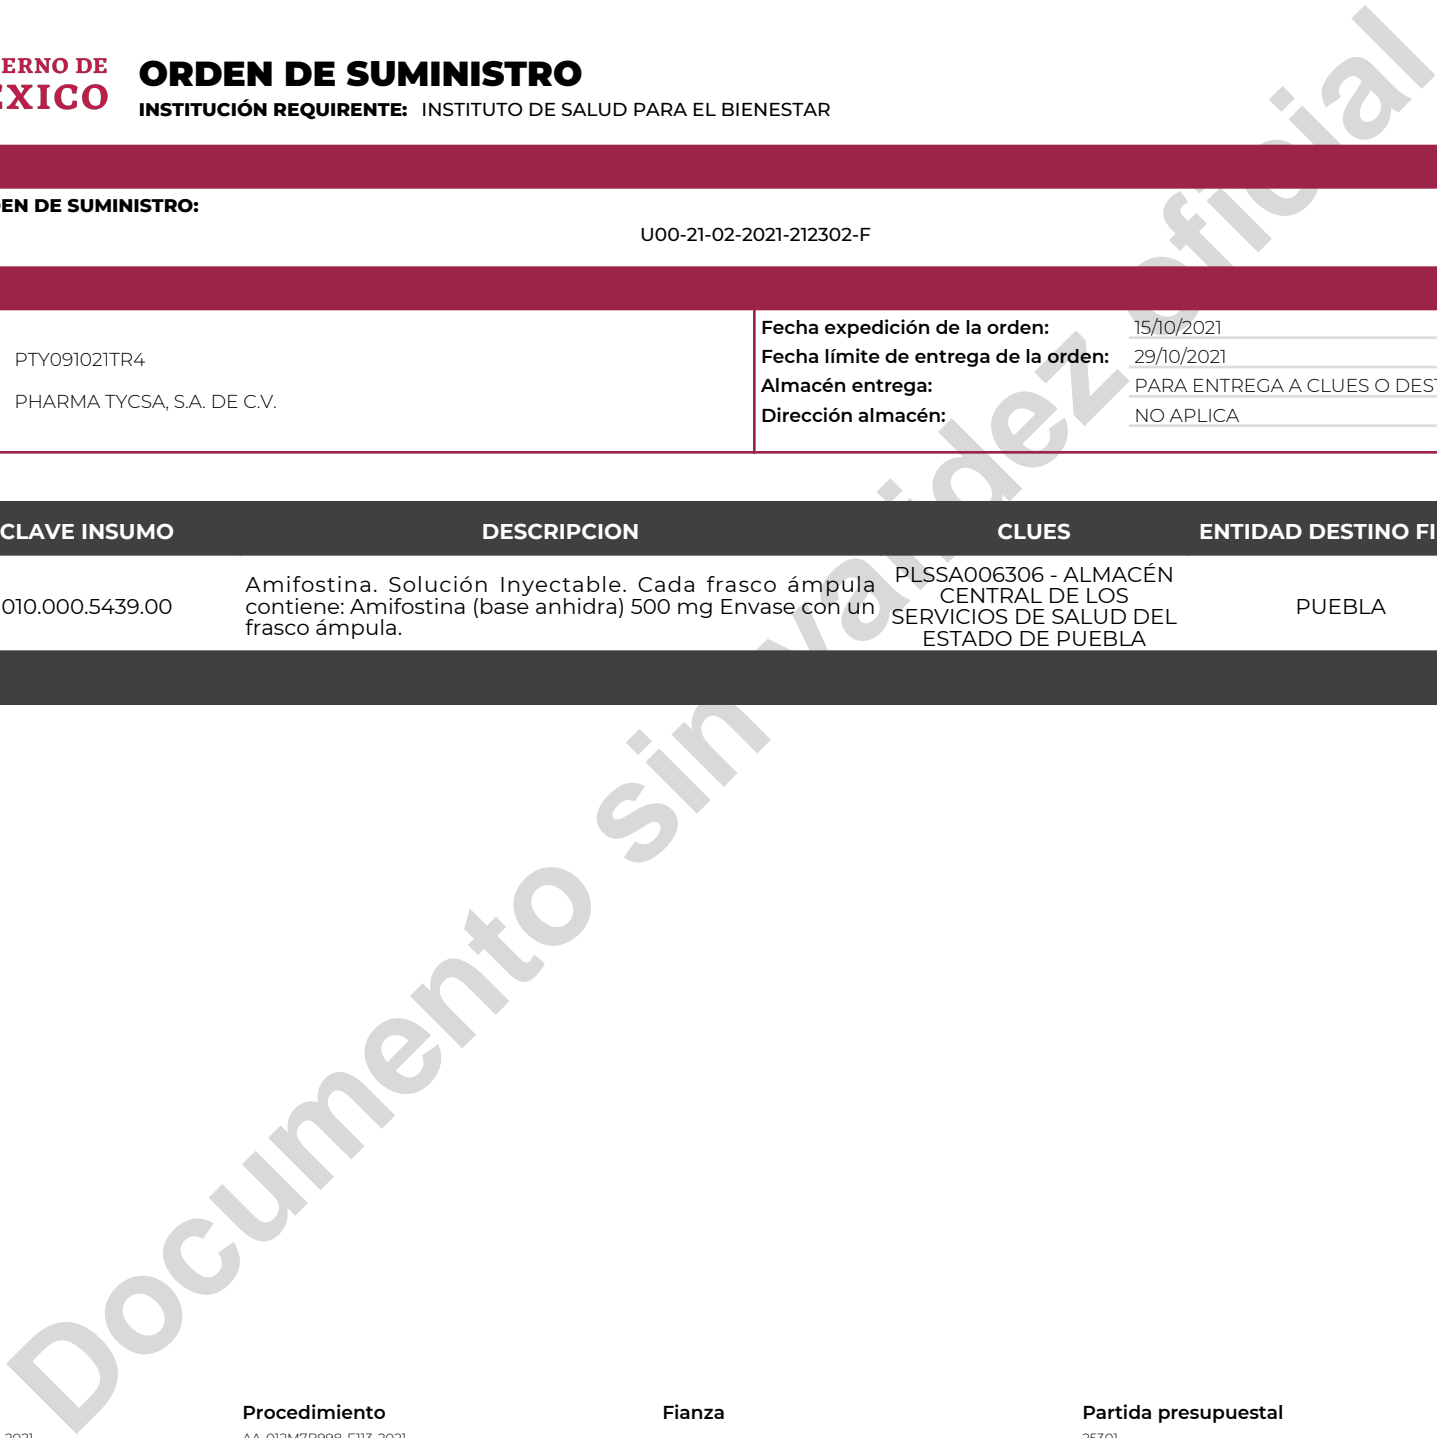 ERNO DE
EXICO
ORDEN DE SUMINISTRO
INSTITUCIÓN REQUIRENTE: INSTITUTO DE SALUD PARA EL BIENESTAR
EN DE SUMINISTRO:
U00-21-02-2021-212302-F
PTY091021TR4
PHARMA TYCSA, S.A. DE C.V.
Fecha expedición de la orden: 15/10/2021
Fecha límite de entrega de la orden: 29/10/2021
Almacén entrega: PARA ENTREGA A CLUES O DEST
Dirección almacén: NO APLICA
CLAVE INSUMO DESCRIPCION CLUES ENTIDAD DESTINO FI
010.000.5439.00
Amifostina. Solución Inyectable. Cada frasco ámpula
contiene: Amifostina (base anhidra) 500 mg Envase con un
frasco ámpula.
PLSSA006306 - ALMACÉN
CENTRAL DE LOS
SERVICIOS DE SALUD DEL
ESTADO DE PUEBLA
PUEBLA
Documento sin validez oficial
Procedimiento Fianza Partida presupuestal